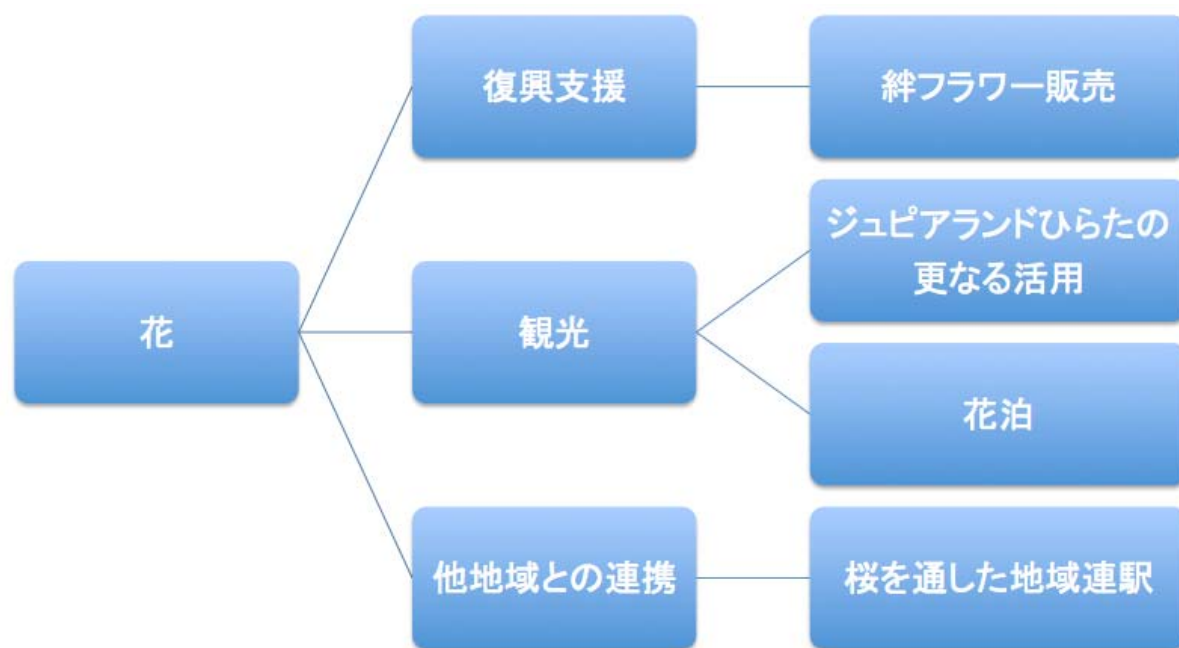 花
復興支援
観光
他地域との連携
絆フラワー販売
ジュピアランドひらたの
更なる活用
花泊
桜を通した地域連駅